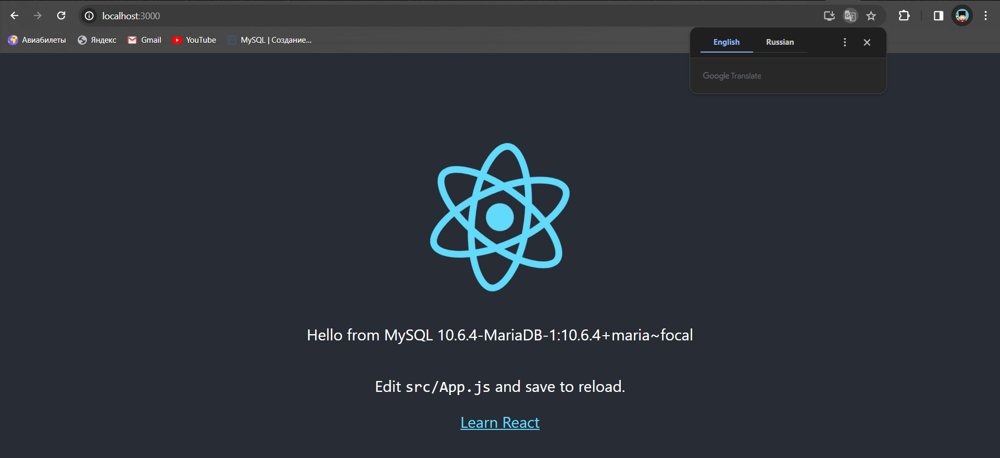 localhost:3000
Авиабилеты Яндекс Gmail YouTube MySQL | Создание...
English Russian
Google Translate
Hello from MySQL 10.6.4-MariaDB-1:10.6.4+maria~focal
Edit src/App.js and save to reload.
Learn React